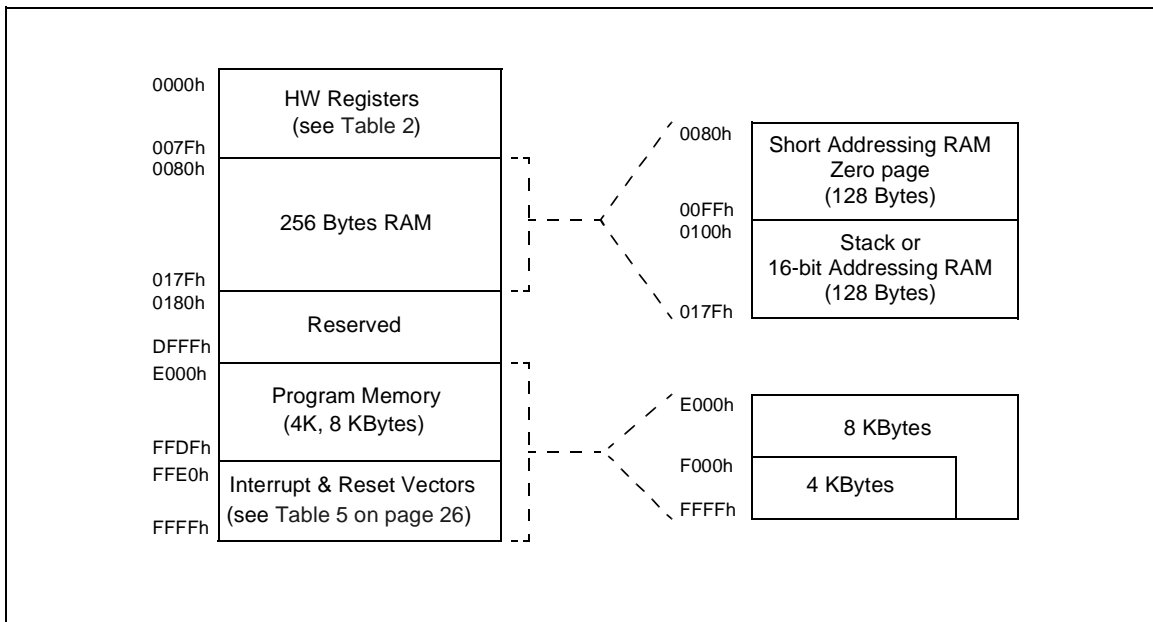 0000h
HW Registers
(see Table 2)
007Fh
0080h
256 Bytes RAM
017Fh
0180h
Reserved
DFFFh
E000h
Program Memory
(4K, 8 KBytes)
FFDFh
FFE0h
Interrupt & Reset Vectors
(see Table 5 on page 26)
FFFFh
0080h
Short Addressing RAM
Zero page
(128 Bytes)
00FFh
0100h
Stack or
16-bit Addressing RAM
(128 Bytes)
017Fh
E000h
8 KBytes
F000h
4 KBytes
FFFFh